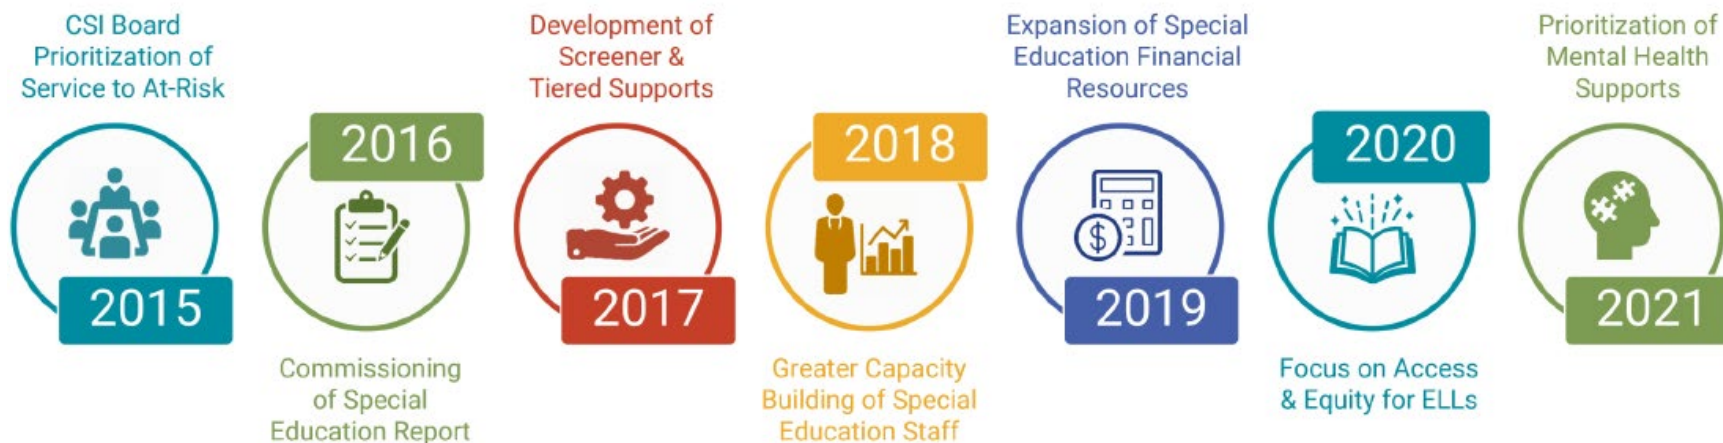 CSI Board
Prioritization of
Service to At-Risk
2015
2016
Commissioning
of Special
Education Report
Development of
Screener &
Tiered Supports
2017
2018
Greater Capacity
Building of Special
Education Staff
Expansion of Special
Education Financial
Resources
$
2019
2020
Focus on Access
& Equity for ELLs
Prioritization of
Mental Health
Supports
2021